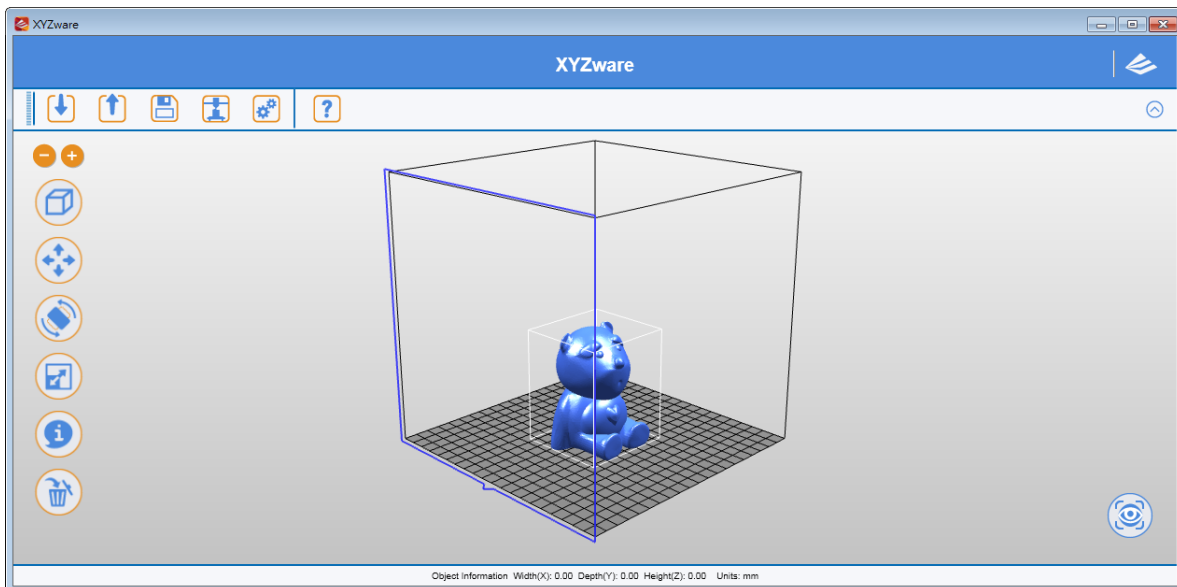 XYZware
XYZware
Object Information Width(X): 0.00 Depth(Y): 0.00 Height(Z): 0.00 Units: mm